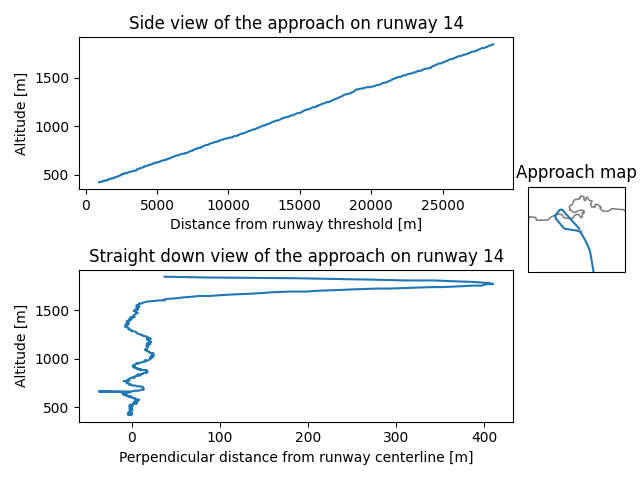 Side view of the approach on runway 14
Altitude [m]
1500
1000
500
0
5000
10000
15000
20000
25000
Distance from runway threshold [m]
Approach map
Straight down view of the approach on runway 14
Altitude [m]
1500
1000
500
0
100
200
300
400
Perpendicular distance from runway centerline [m]